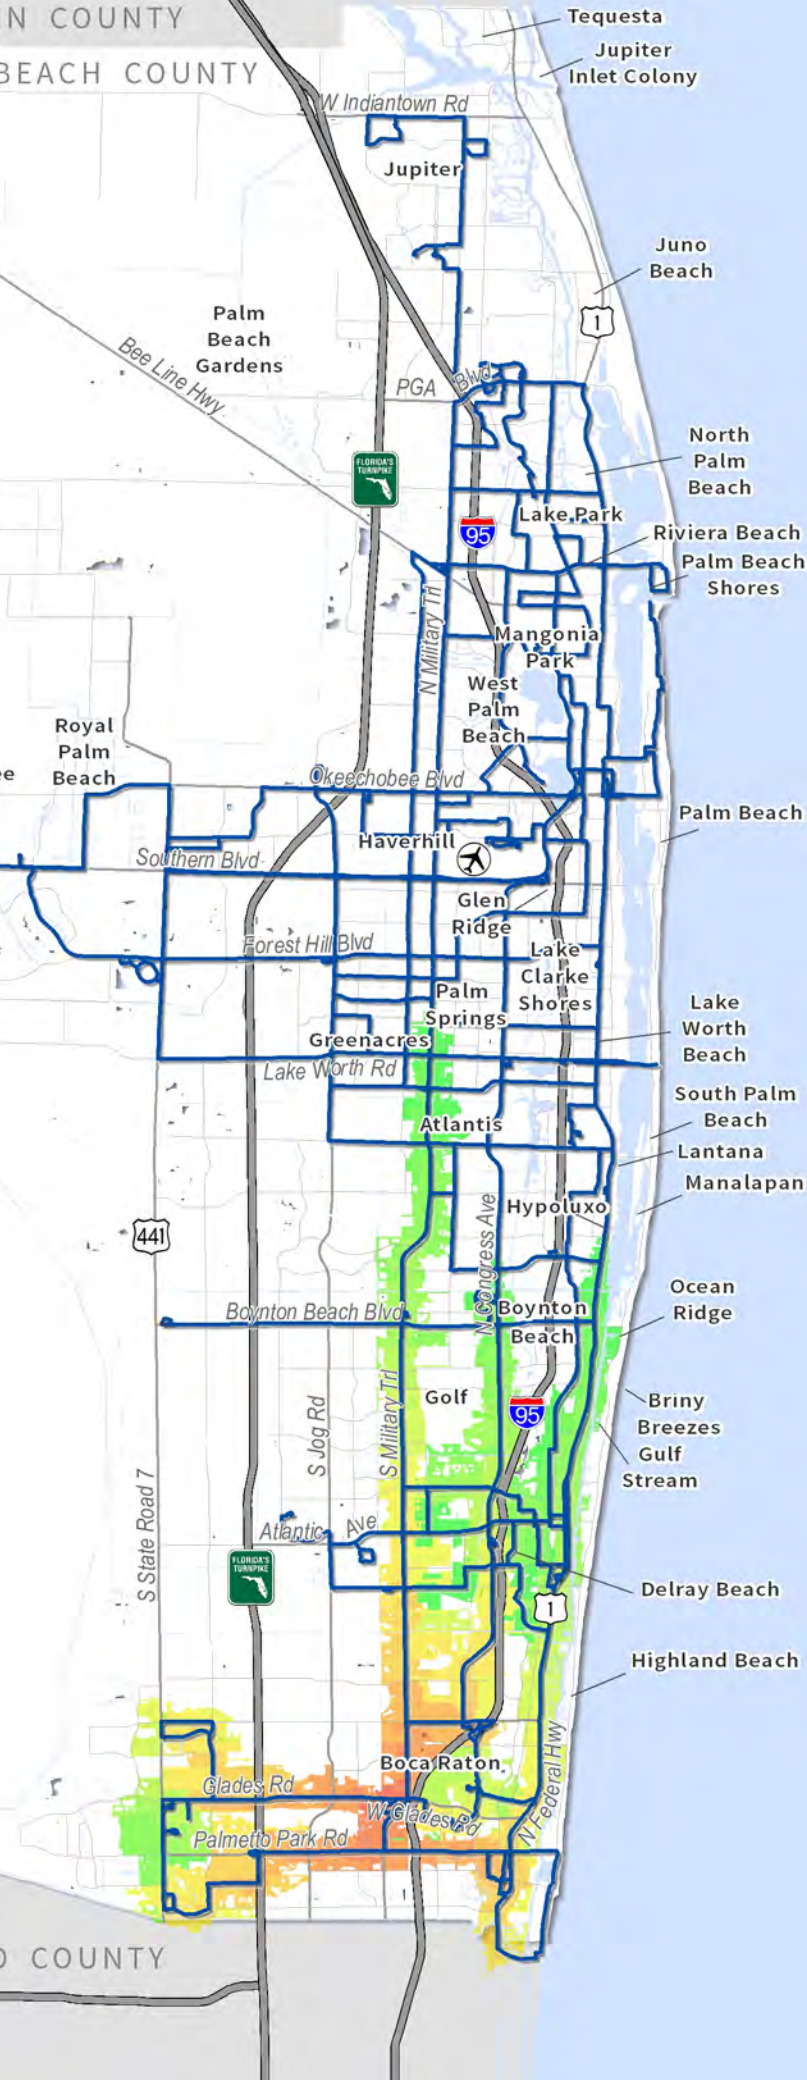 N COUNTY
BEACH COUNTY
Tequesta
Jupiter
Inlet Colony
W Indiantown Rd
Jupiter
Juno
Beach
1
Palm
Beach
Gardens
Bee Line Hwy
PGA Blvd
FLORIDA'S
TURNPIKE
North
Palm
Beach
95
Lake Park
Riviera Beach
Palm Beach
Shores
N Military Trl
Mangonia
Park
West
Palm
Beach
Royal
Palm
Beach
ee
Okeechobee Blvd
Palm Beach
Haverhill
Southern Blvd
Glen
Ridge
Forest Hill Blvd
Lake
Clarke
Shores
Palm
Springs
Lake
Worth
Beach
Greenacres
Lake Worth Rd
South Palm
Beach
Atlantis
Lantana
Manalapan
Hypoluxo
441
N Congress Ave
Ocean
Ridge
Boynton Beach Blvd
Boynton
Beach
S Military Trl
Golf
95
Briny
Breezes
Gulf
Stream
S Jog Rd
S State Road 7
Atlantic Ave
FLORIDA'S
TURNPIKE
Delray Beach
1
Highland Beach
Boca Raton
N Federal Hwy
Glades Rd
W Glades Rd
Palmetto Park Rd
COUNTY